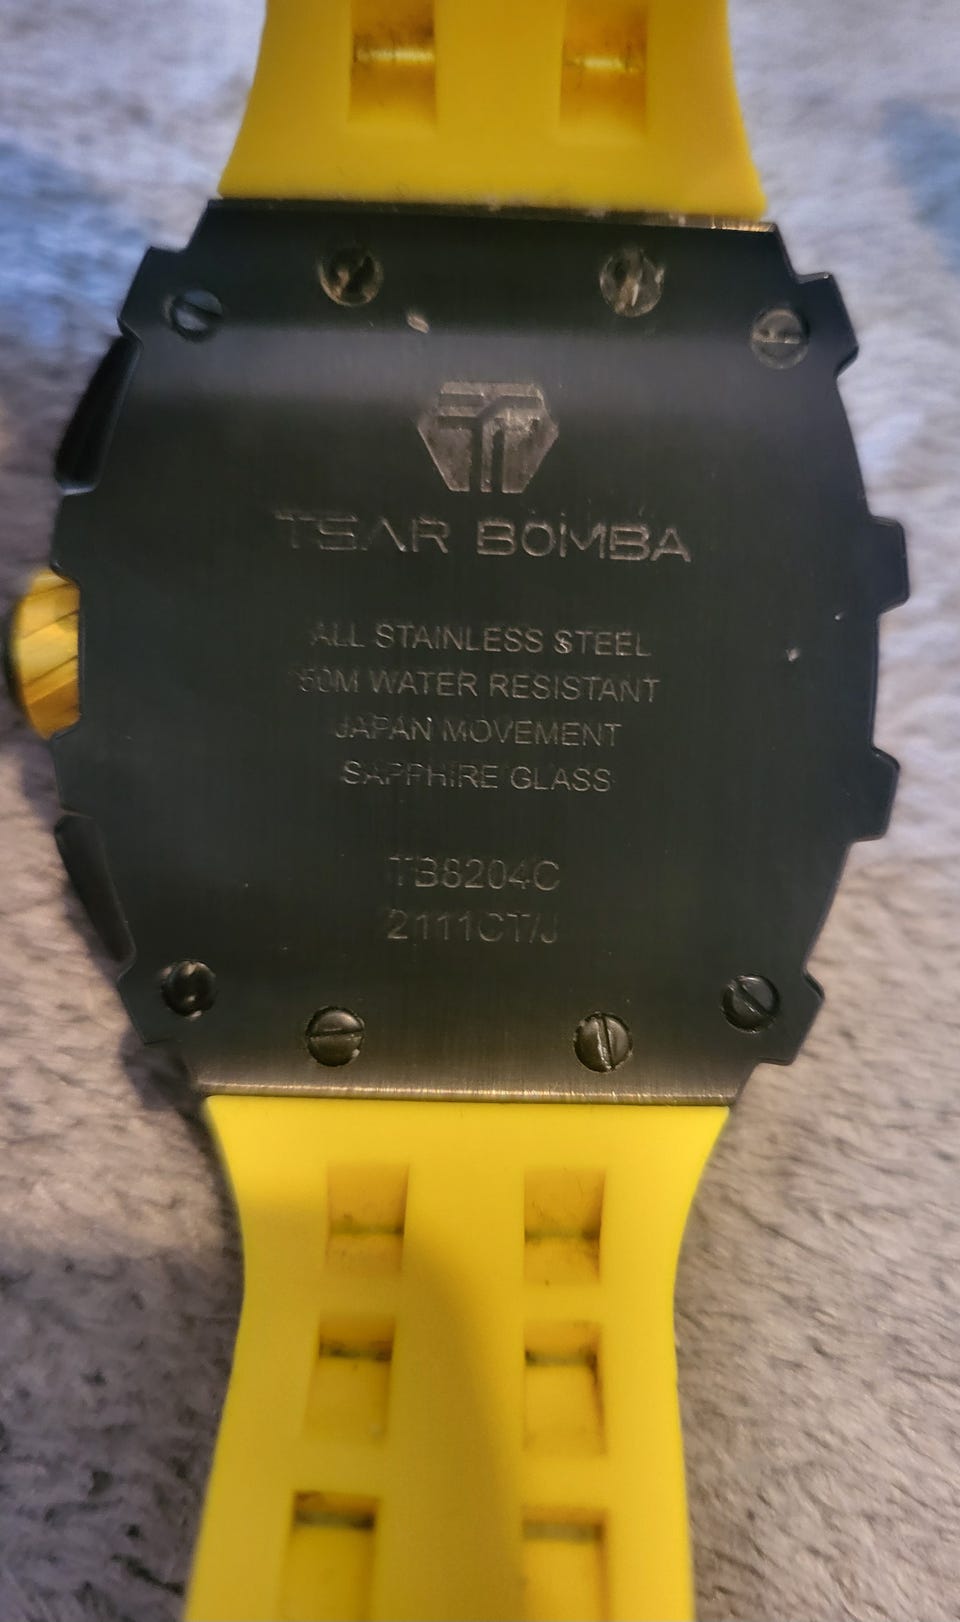 TSAR BOMBA
ALL STAINLESS STEEL
50M WATER RESISTANT
JAPAN MOVEMENT
SAPPHIRE GLASS
TB8204C
2111CT/J